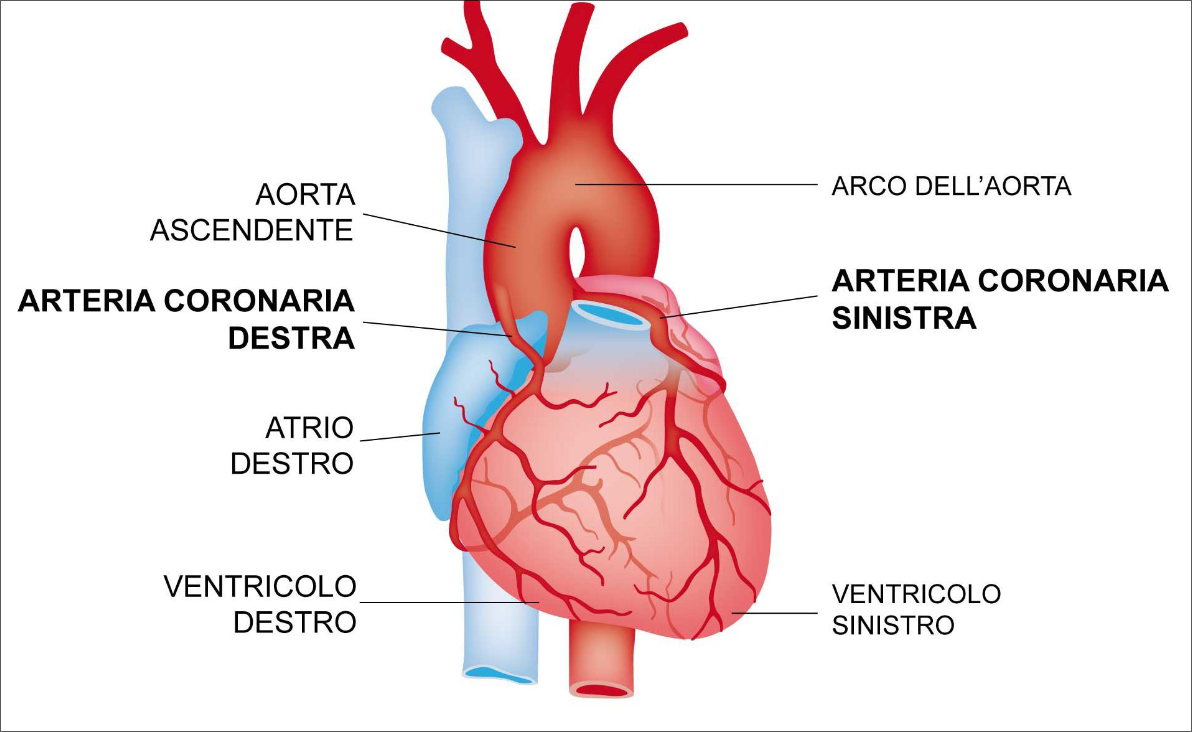 AORTA
ASCENDENTE
ARTERIA CORONARIA
DESTRA
ATRIO
DESTRO
VENTRICOLO
DESTRO
ARCO DELL’AORTA
ARTERIA CORONARIA
SINISTRA
VENTRICOLO
SINISTRO